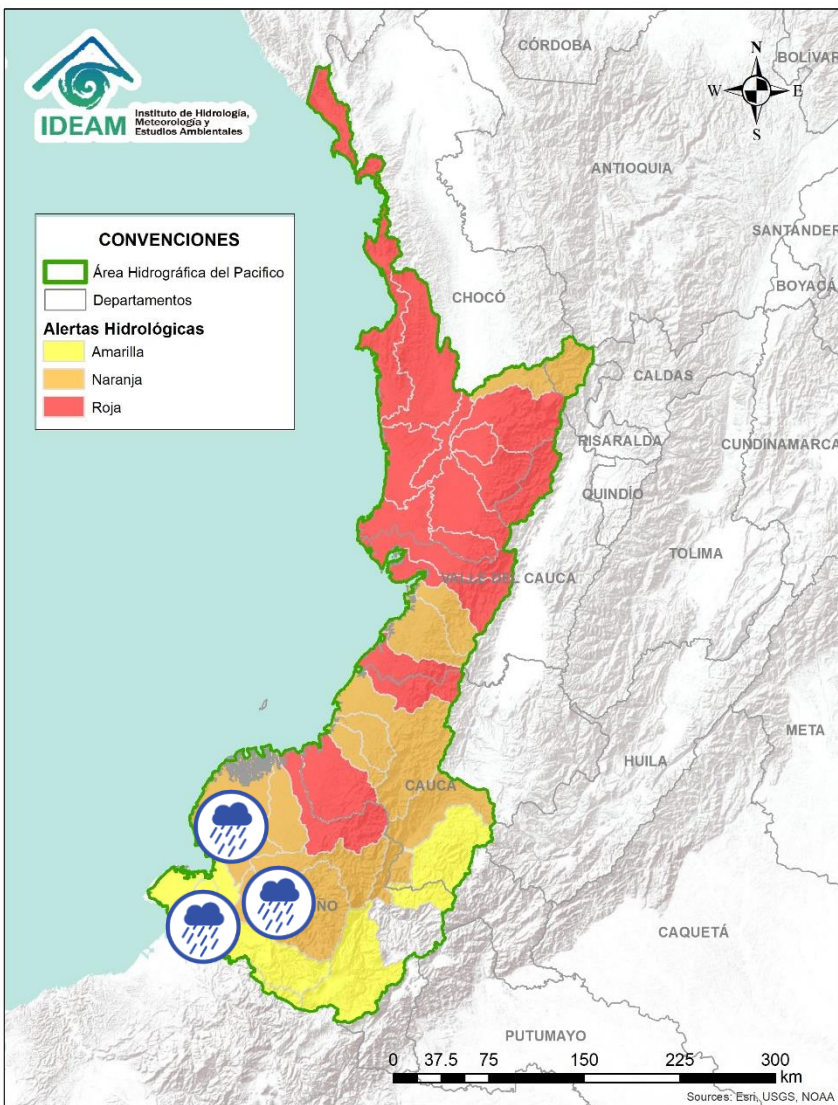 IDEAM
Instituto de Hidrología,
Meteorología y
Estudios Ambientales
CÓRDOBA
BOLÍVAR
N
W
E
S
ANTIOQUIA
SANTANDER
BOYACÁ
CONVENCIONES
Área Hidrográfica del Pacifico
Departamentos
Alertas Hidrológicas
Amarilla
Naranja
Roja
CHOCÓ
CALDAS
RISARALDA
CUNDINAMARCA
QUINDÍO
TOLIMA
VALLE DEL CAUCA
META
HUILA
CAUCA
ÑO
CAQUETÁ
PUTUMAYO
0 37.5 75 150 225 300
km
Sources: Esri, USGS, NOAA